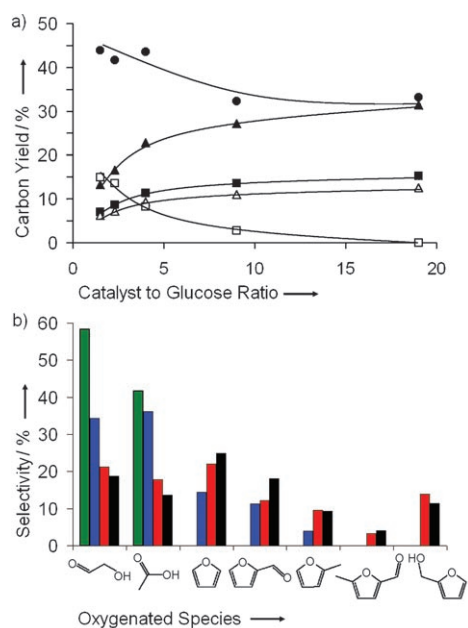 a)
50
40
30
20
10
0
Carbon Yield / %
0 5 10 15 20
Catalyst to Glucose Ratio
b)
60
50
40
30
20
10
0
Selectivity / %
O OH
O OH
O
O O
O
O O
HO O
Oxygenated Species